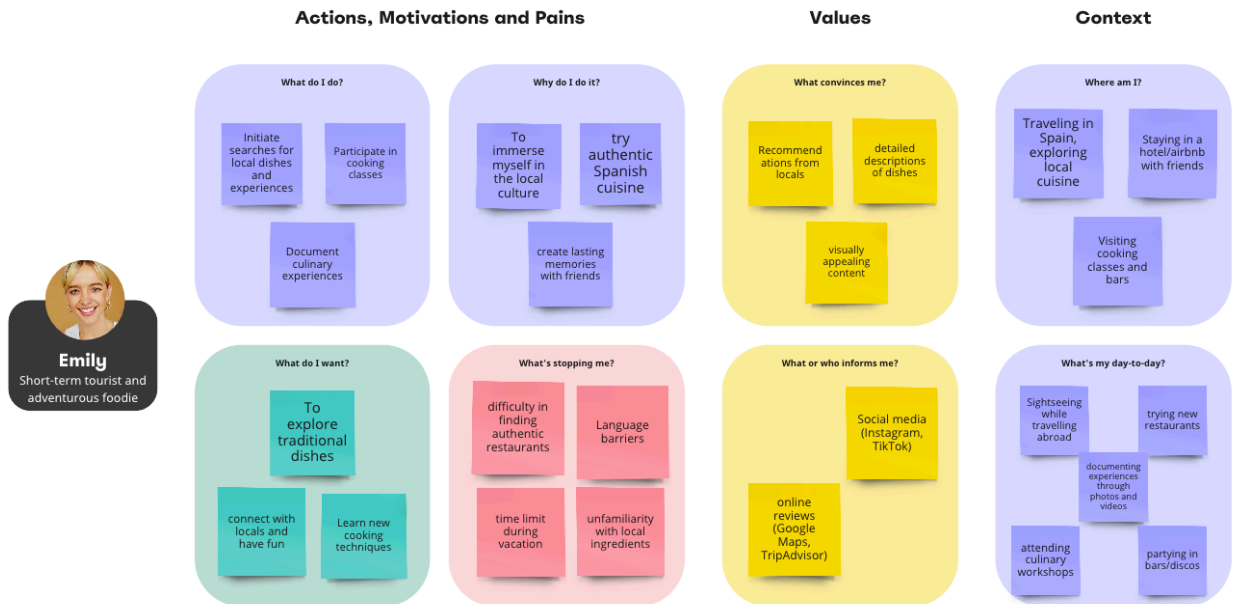 Actions, Motivations and Pains
Values
Context
Emily
Short-term tourist and
adventurous foodie
What do I do?
Initiate
searches for
local dishes
and
experiences
Participate in
cooking
classes
Document
culinary
experiences
Why do I do it?
To
immerse
myself in
the local
culture
try
authentic
Spanish
cuisine
create lasting
memories
with friends
What convinces me?
Recommend
ations from
locals
detailed
descriptions
of dishes
visually
appealing
content
Where am I?
Traveling in
Spain,
exploring
local
cuisine
Staying in a
hotel/airbnb
with friends
Visiting
cooking
classes and
bars
What do I want?
To
explore
traditional
dishes
connect with
locals and
have fun
Learn new
cooking
techniques
What's stopping me?
difficulty in
finding
authentic
restaurants
Language
barriers
time limit
during
vacation
unfamiliarity
with local
ingredients
What or who informs me?
Social media
(Instagram,
TikTok)
online
reviews
(Google
Maps,
TripAdvisor)
What's my day-to-day?
Sightseeing
while
travelling
abroad
trying new
restaurants
documenting
experiences
through
photos and
videos
attending
culinary
workshops
partying in
bars/discos